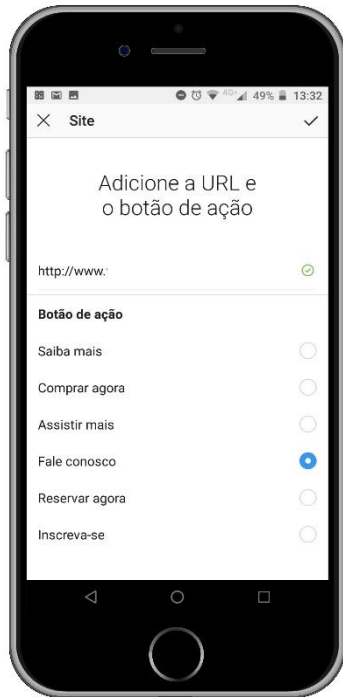 4G+ 49% 13:32
Site
Adicione a URL e
o botão de ação
http://www.
Botão de ação
Saiba mais
Comprar agora
Assistir mais
Fale conosco
Reservar agora
Inscreva-se